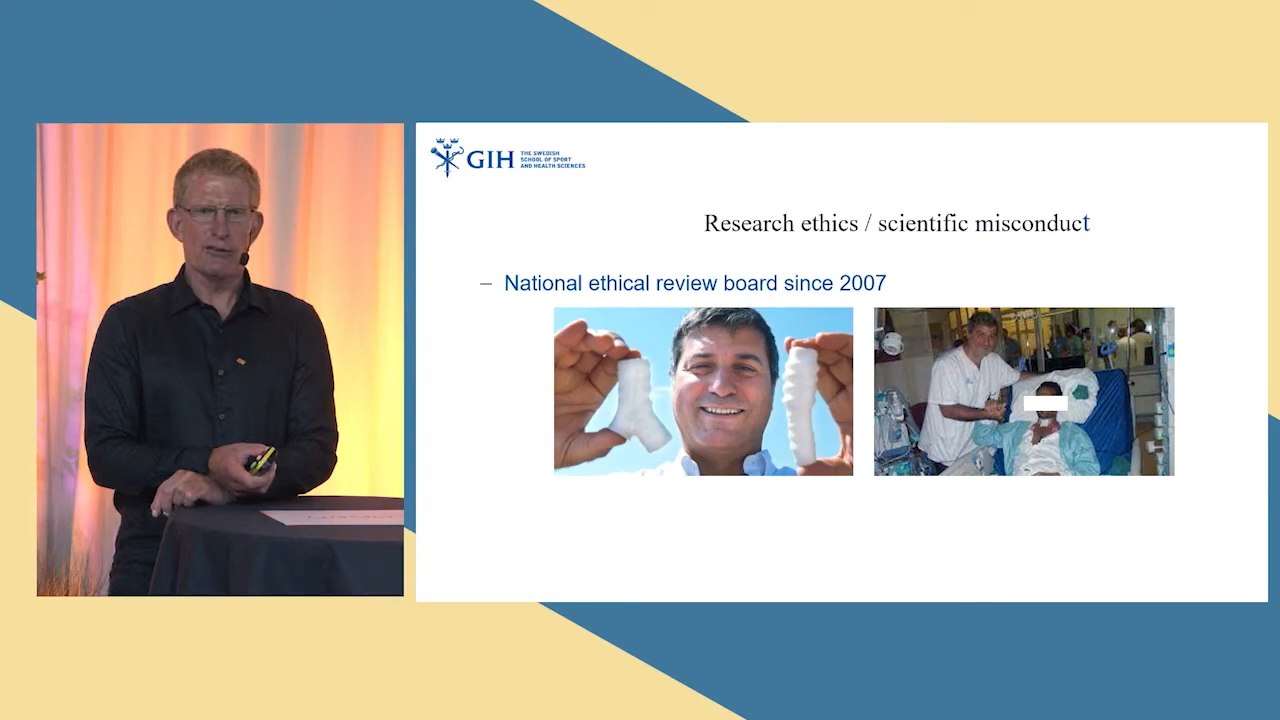 GIH
THE SWEDISH
SCHOOL OF SPORT
AND HEALTH SCIENCES
Research ethics / scientific misconduct
– National ethical review board since 2007